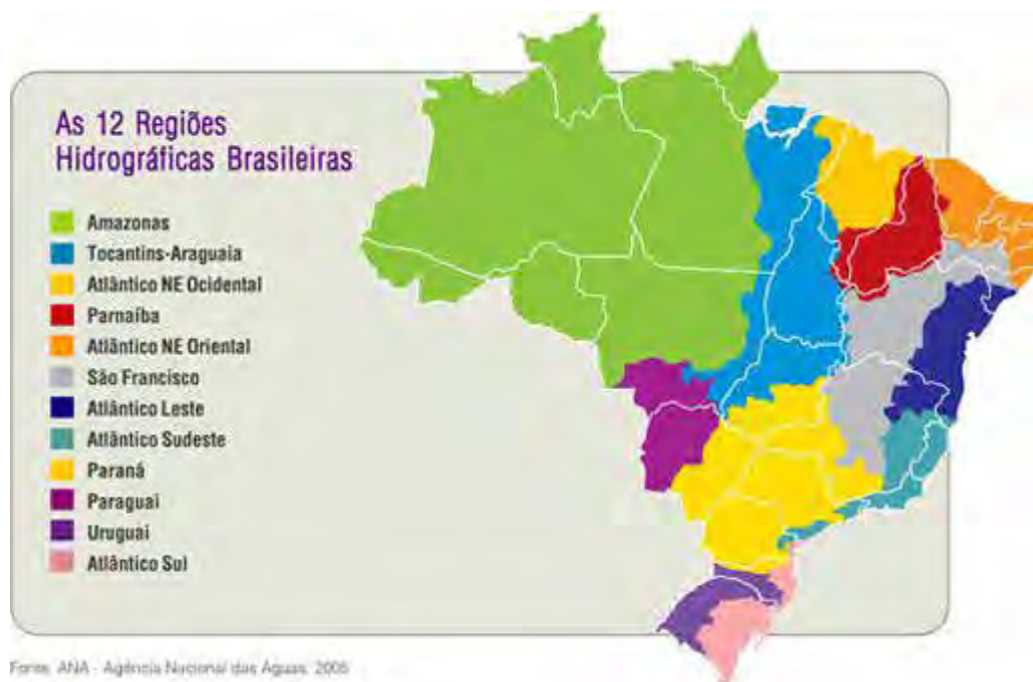 As 12 Regiões
Hidrográficas Brasileiras
Amazonas
Tocantins-Araguaia
Atlântico NE Ocidental
Parnaíba
Atlântico NE Oriental
São Francisco
Atlântico Leste
Atlântico Sudeste
Paraná
Paraguai
Uruguai
Atlântico Sul
Fonte: ANA - Agência Nacional das Águas, 2005